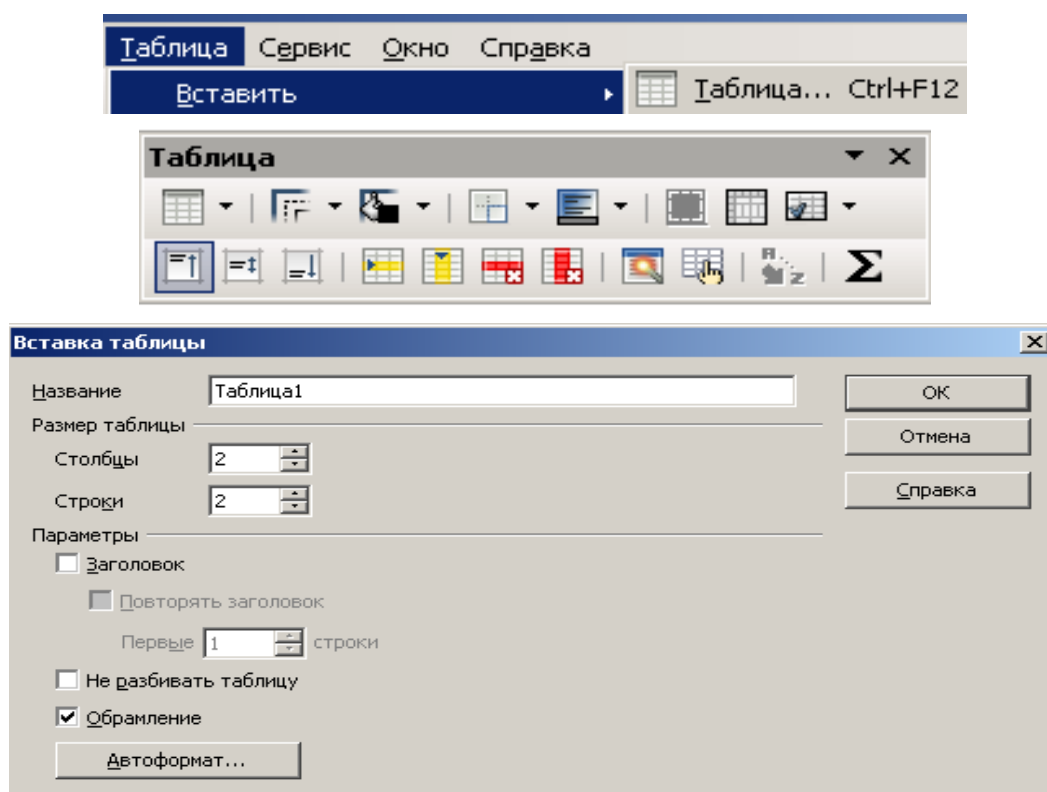 Таблица Сервис Окно Справка
Вставить Таблица... Ctrl+F12
Таблица
Вставка таблицы
Название Таблица1 ОК
Размер таблицы Отмена
Столбцы 2
Справка
Строки 2
Параметры
Заголовок
Повторять заголовок
Первые 1 строки
Не разбивать таблицу
Обрамление
Автоформат...